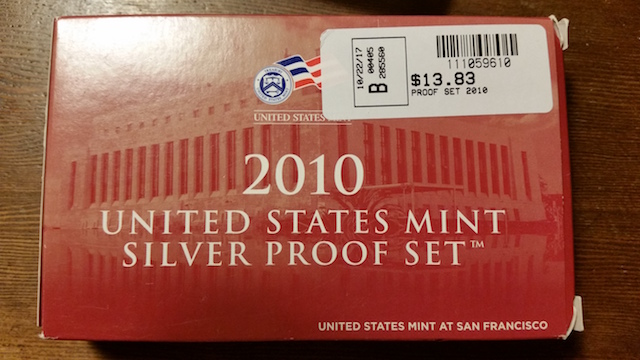 10/22/17
B
00405
285560
111059610
$13.83
PROOF SET 2010
UNITED STATES MINT
2010
UNITED STATES MINT
SILVER PROOF SET™
UNITED STATES MINT AT SAN FRANCISCO